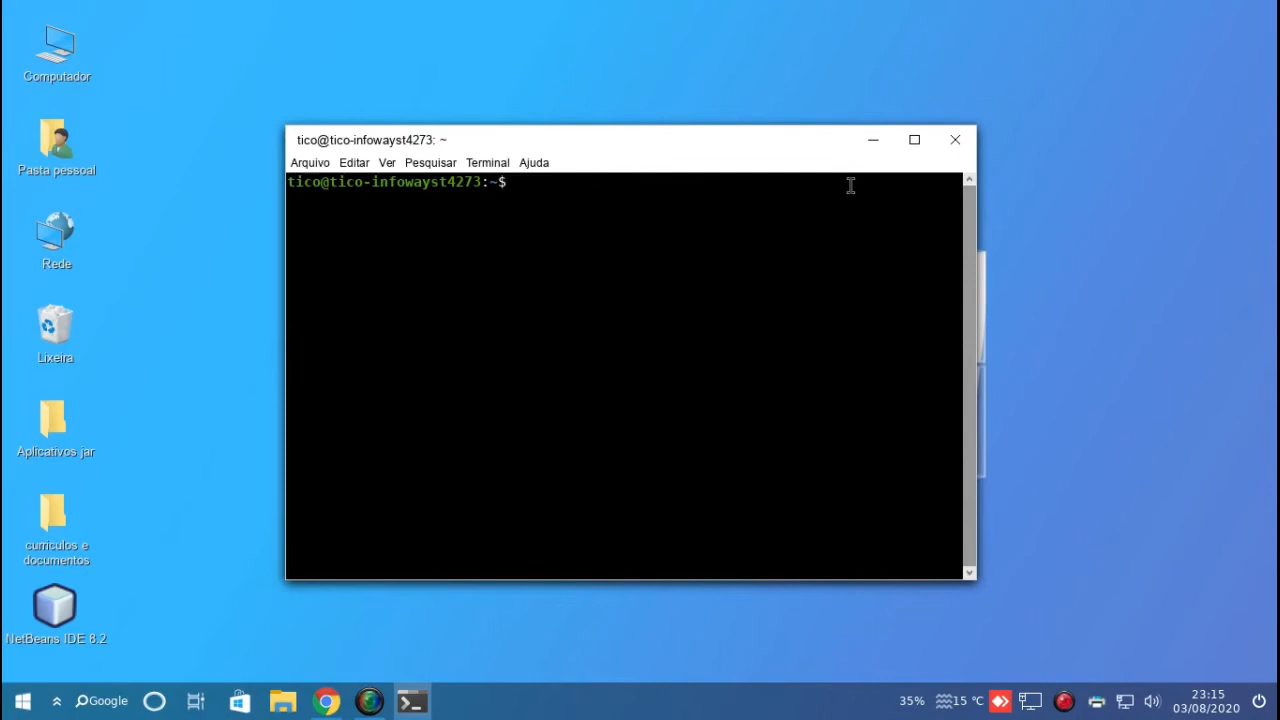 Computador
Pasta pessoal
Rede
Lixeira
Aplicativos jar
curriculos e
documentos
NetBeans IDE 8.2
tico@tico-infowayst4273: ~
Arquivo Editar Ver Pesquisar Terminal Ajuda
tico@tico-infowayst4273:~$
Google
35%
15 ºC
23:15
03/08/2020